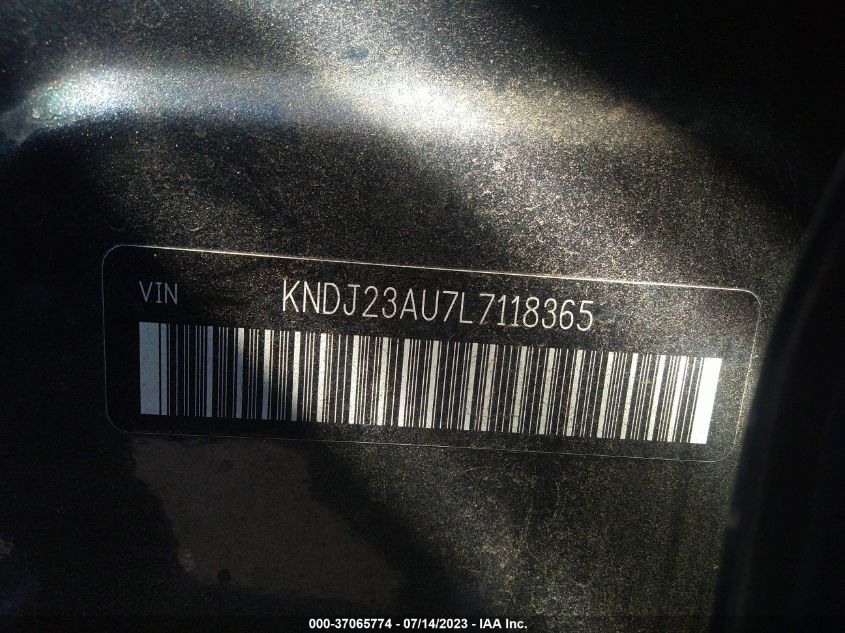 VIN KNDJ23AU7L7118365
000-37065774 - 07/14/2023 - IAA Inc.